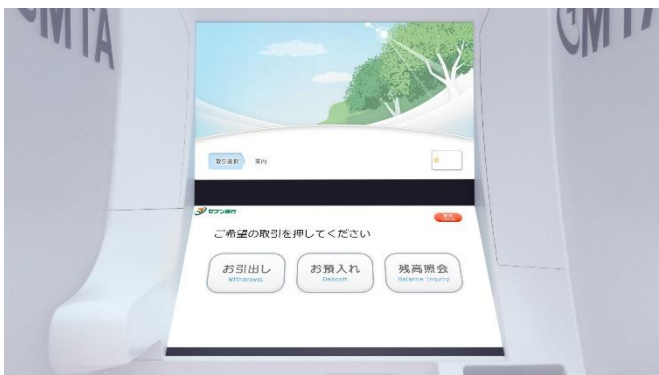 GMTA
GMTA
取引選択 案内
セブン銀行
ご希望の取引を押してください
お引出し
Withdrawal
お預入れ
Deposit
残高照会
Balance Inquiry